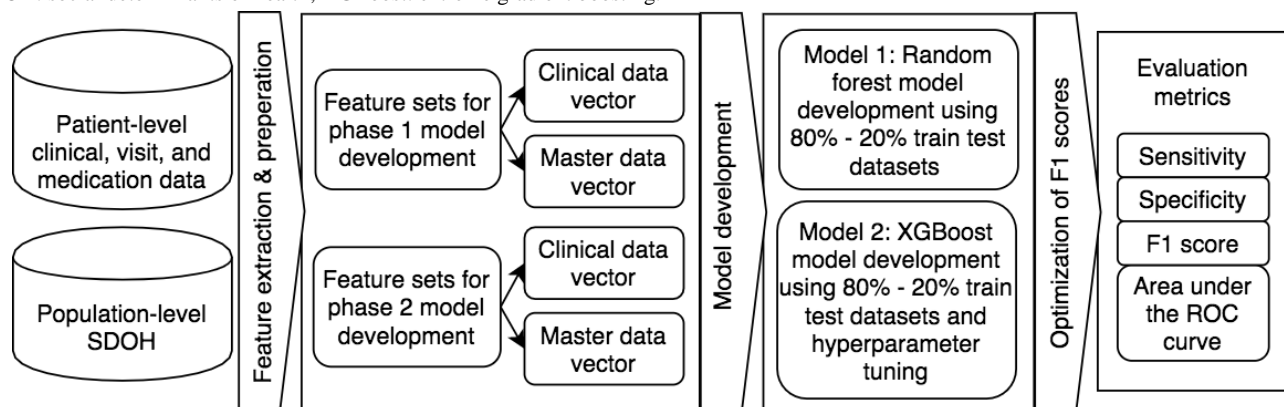 Patient-level
clinical, visit, and
medication data
Population-level
SDOH
Feature extraction & preperation
Feature sets for
phase 1 model
development
Clinical data
vector
Master data
vector
Feature sets for
phase 2 model
development
Clinical data
vector
Master data
vector
Model development
Model 1: Random
forest model
development using
80% - 20% train test
datasets
Model 2: XGBoost
model development
using 80% - 20% train
test datasets and
hyperparameter
tuning
Optimization of F1 scores
Evaluation
metrics
Sensitivity
Specificity
F1 score
Area under
the ROC
curve